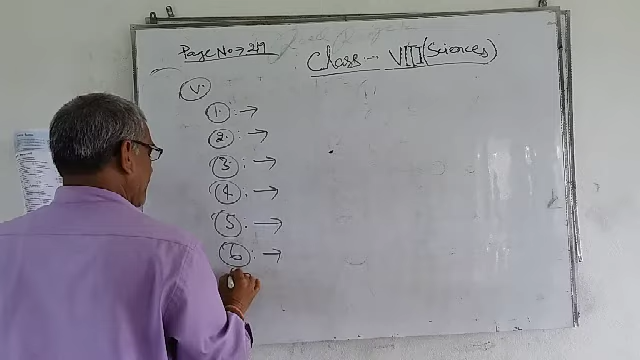 Page No → 219
Class... VIII (Sciences)
V.
1. : →
2. : →
3. : →
4. : →
5. : →
6. : →